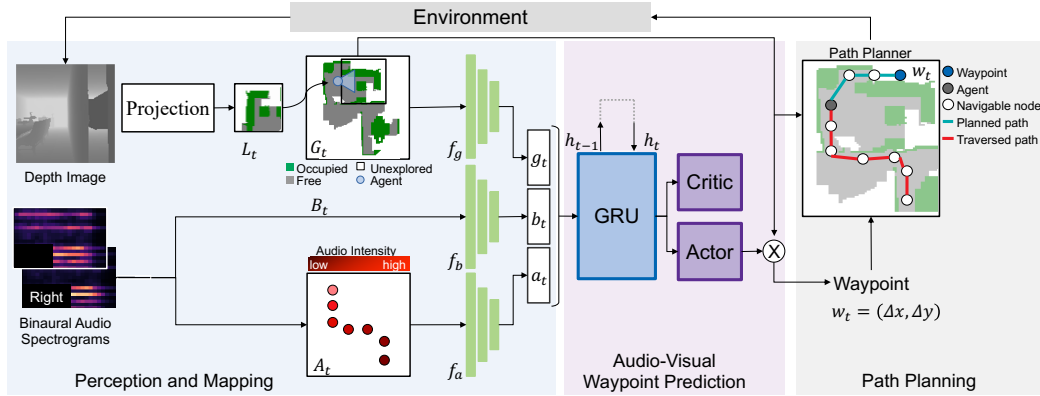 Environment
Projection
L_t
G_t
Depth Image
Occupied
Free
Unexplored
Agent
f_g
g_t
Right
Binaural Audio
Spectrograms
B_t
f_b
b_t
Audio Intensity
low
high
A_t
f_a
a_t
Perception and Mapping
h_{t-1}
h_t
GRU
Critic
Actor
X
Audio-Visual
Waypoint Prediction
Path Planner
w_t
Waypoint
Agent
Navigable node
Planned path
Traversed path
Waypoint
w_t = (Δx, Δy)
Path Planning